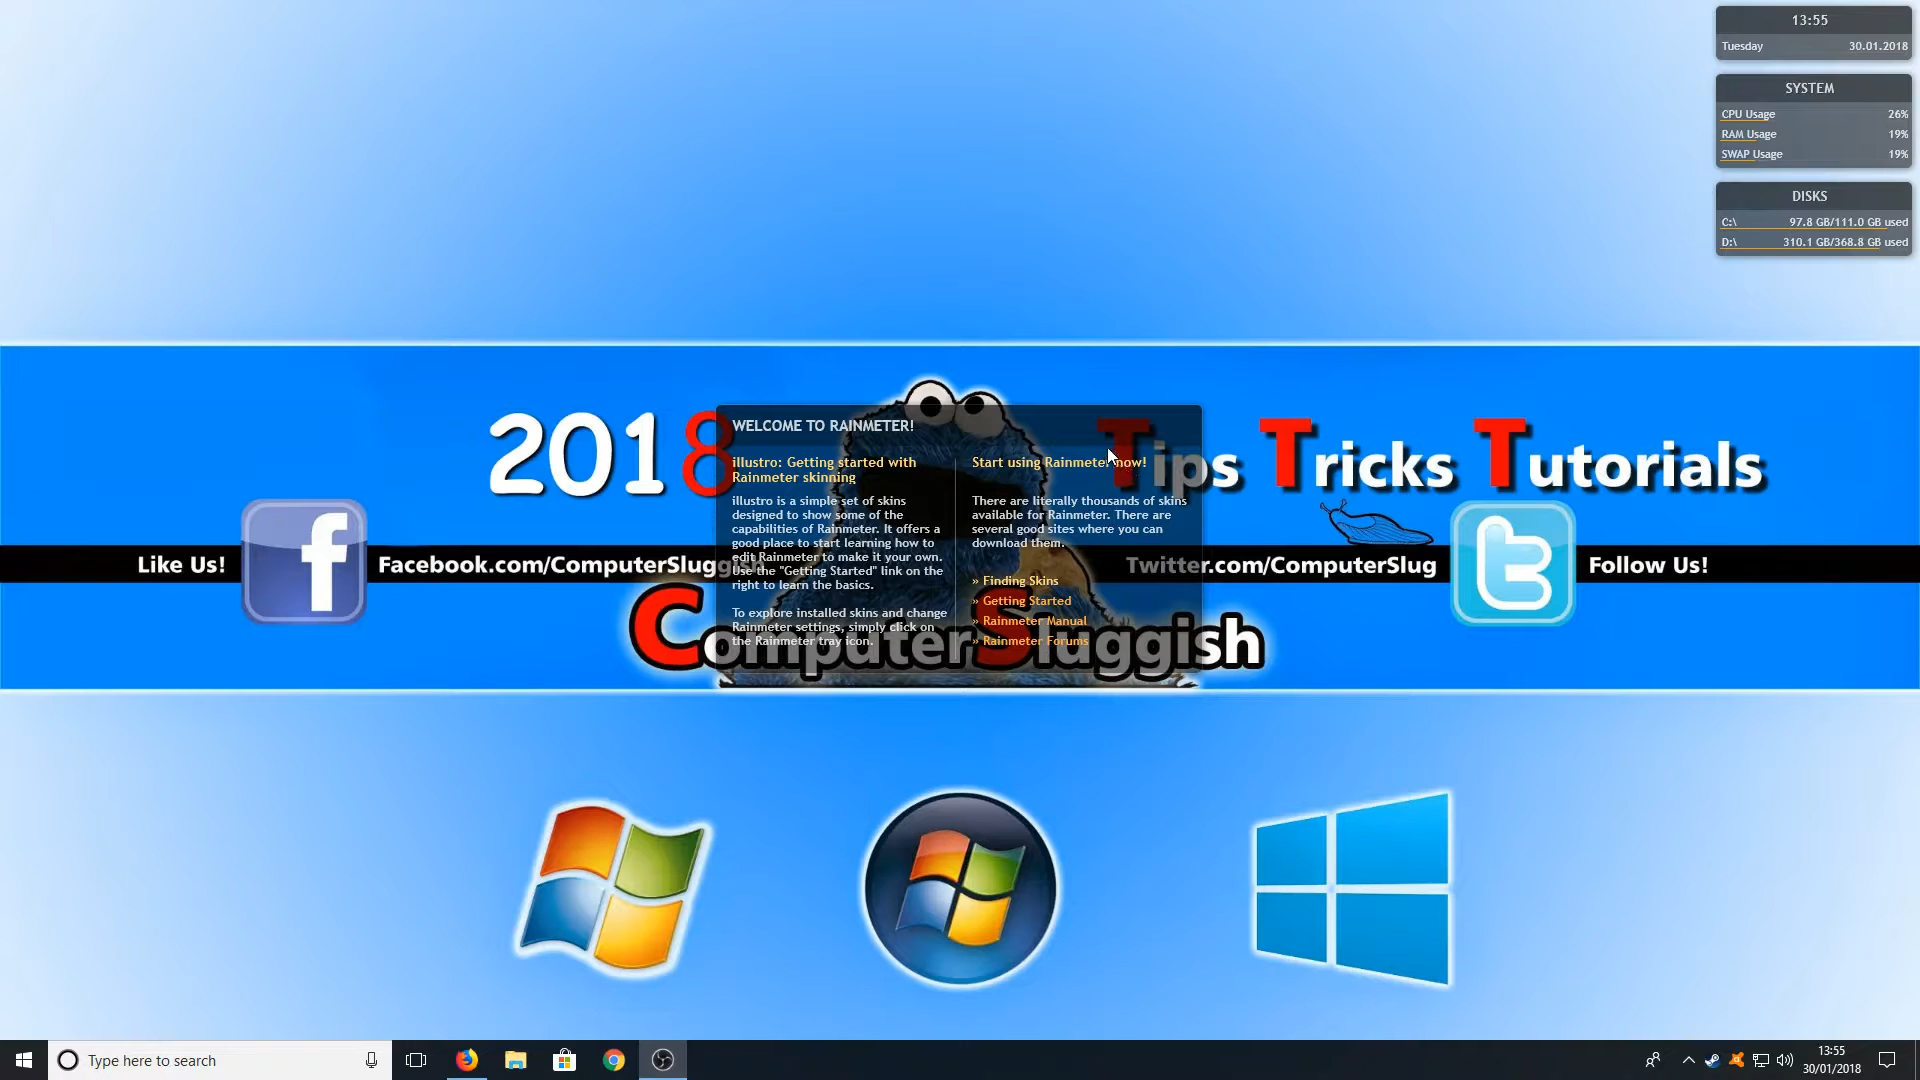 13:55
Tuesday 30.01.2018
SYSTEM
CPU Usage 26%
RAM Usage 19%
SWAP Usage 19%
DISKS
C:\ 97.8 GB/111.0 GB used
D:\ 310.1 GB/368.8 GB used
2018
Tips Tricks Tutorials
Like Us!
Facebook.com/ComputerSluggish
Twitter.com/ComputerSlug
Follow Us!
ComputerSluggish
WELCOME TO RAINMETER!
illustro: Getting started with
Rainmeter skinning
illustro is a simple set of skins
designed to show some of the
capabilities of Rainmeter. It offers a
good place to start learning how to
edit Rainmeter to make it your own.
Use the "Getting Started" link on the
right to learn the basics.
To explore installed skins and change
Rainmeter settings, simply click on
the Rainmeter tray icon.
Start using Rainmeter now!
There are literally thousands of skins
available for Rainmeter. There are
several good sites where you can
download them.
» Finding Skins
» Getting Started
» Rainmeter Manual
» Rainmeter Forums
Type here to search
13:55
30/01/2018